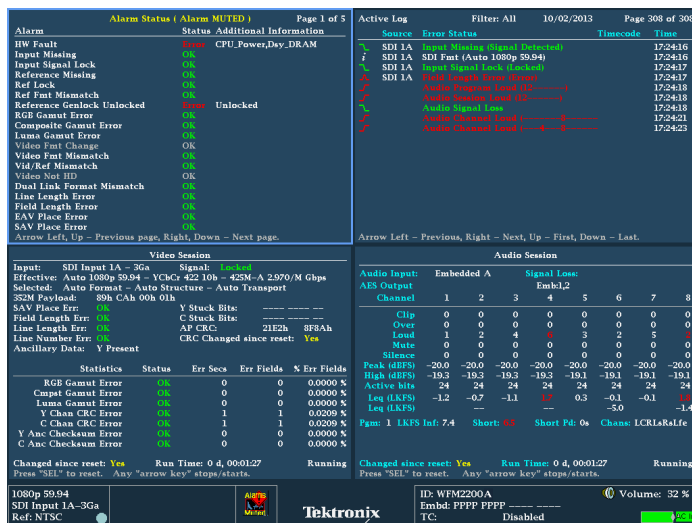 Alarm Status ( Alarm MUTED ) Page 1 of 5
Alarm Status Additional Information
HW Fault Error CPU_Power,Dsy_DRAM
Input Missing OK
Input Signal Lock OK
Reference Missing OK
Ref Lock OK
Ref Fmt Mismatch OK
Reference Genlock Unlocked Error Unlocked
RGB Gamut Error OK
Composite Gamut Error OK
Luma Gamut Error OK
Video Fmt Change OK
Video Fmt Mismatch OK
Vid/Ref Mismatch OK
Video Not HD OK
Dual Link Format Mismatch OK
Line Length Error OK
Field Length Error OK
EAV Place Error OK
SAV Place Error OK
Arrow Left, Up – Previous page, Right, Down – Next page.
Active Log Filter: All 10/02/2013 Page 308 of 308
Source Error Status Timecode Time
SDI 1A Input Missing (Signal Detected) 17:24:16
i SDI 1A SDI Fmt (Auto 1080p 59.94) 17:24:16
SDI 1A Input Signal Lock (Locked) 17:24:17
SDI 1A Field Length Error (Error) 17:24:17
Audio Program Loud 17:24:18
Audio Session Loud 17:24:18
Audio Signal Loss 17:24:18
Audio Channel Loud 17:24:21
Audio Channel Loud 17:24:23
Arrow Left – Previous, Right – Next, Up – First, Down – Last.
Video Session
Input: SDI Input 1A – 3Ga Signal: Locked
Effective: Auto 1080p 59.94 – YCbCr 422 10b – 425M–A 2.970/M Gbps
Selected: Auto Format – Auto Structure – Auto Transport
352M Payload: 89h CAh 00h 01h
SAV Place Err: OK Y Stuck Bits: –––– –––– ––
Field Length Err: OK C Stuck Bits: –––– –––– ––
Line Length Err: OK AP CRC: 21E2h 8F8Ah
Line Number Err: OK CRC Changed since reset: Yes
Ancillary Data: Y Present
Statistics Status Err Secs Err Fields % Err Fields
RGB Gamut Error OK 0 0 0.0000 %
Cmpst Gamut Error OK 0 0 0.0000 %
Luma Gamut Error OK 0 0 0.0000 %
Y Chan CRC Error OK 1 1 0.0209 %
C Chan CRC Error OK 1 1 0.0209 %
Y Anc Checksum Error OK 0 0 0.0000 %
C Anc Checksum Error OK 0 0 0.0000 %
Changed since reset: Yes Run Time: 0 d, 00:01:27 Running
Press "SEL" to reset. Any "arrow key" stops/starts.
Audio Session
Audio Input: Embedded A Signal Loss:
AES Output Emb:1,2
Channel 1 2 3 4 5 6 7 8
Clip 0 0 0 0 0 0 0 0
Over 0 0 0 0 0 0 0 0
Loud 1 2 4 3 2 5
Mute 0 0 0 0 0 0 0 0
Silence 0 0 0 0 0 0 0 0
Peak (dBFS) –20.0 –20.0 –20.0 –20.0 –20.0 –20.0 –20.0 –20.0
High (dBFS) –19.3 –19.3 –19.3 –19.3 –19.3 –19.1 –19.1 –19.1
Active bits 24 24 24 24 24 24 24 24
Leq (LKFS) –1.2 –0.7 –1.1 0.3 –0.1 –0.1
Leq (LKFS) –– –– –5.0 –1.4
Pgm: 1 LKFS Inf: 7.4 Short: Short Pd: 0s Chans: LCRLsRsLfe
Changed since reset: Yes Run Time: 0 d, 00:01:27 Running
Press "SEL" to reset. Any "arrow key" stops/starts.
1080p 59.94
SDI Input 1A–3Ga
Ref: NTSC
Alarms
Muted
Tektronix
ID: WFM2200A
Embd: PPPP PPPP –––– ––––
TC: Disabled
Volume: 32 %